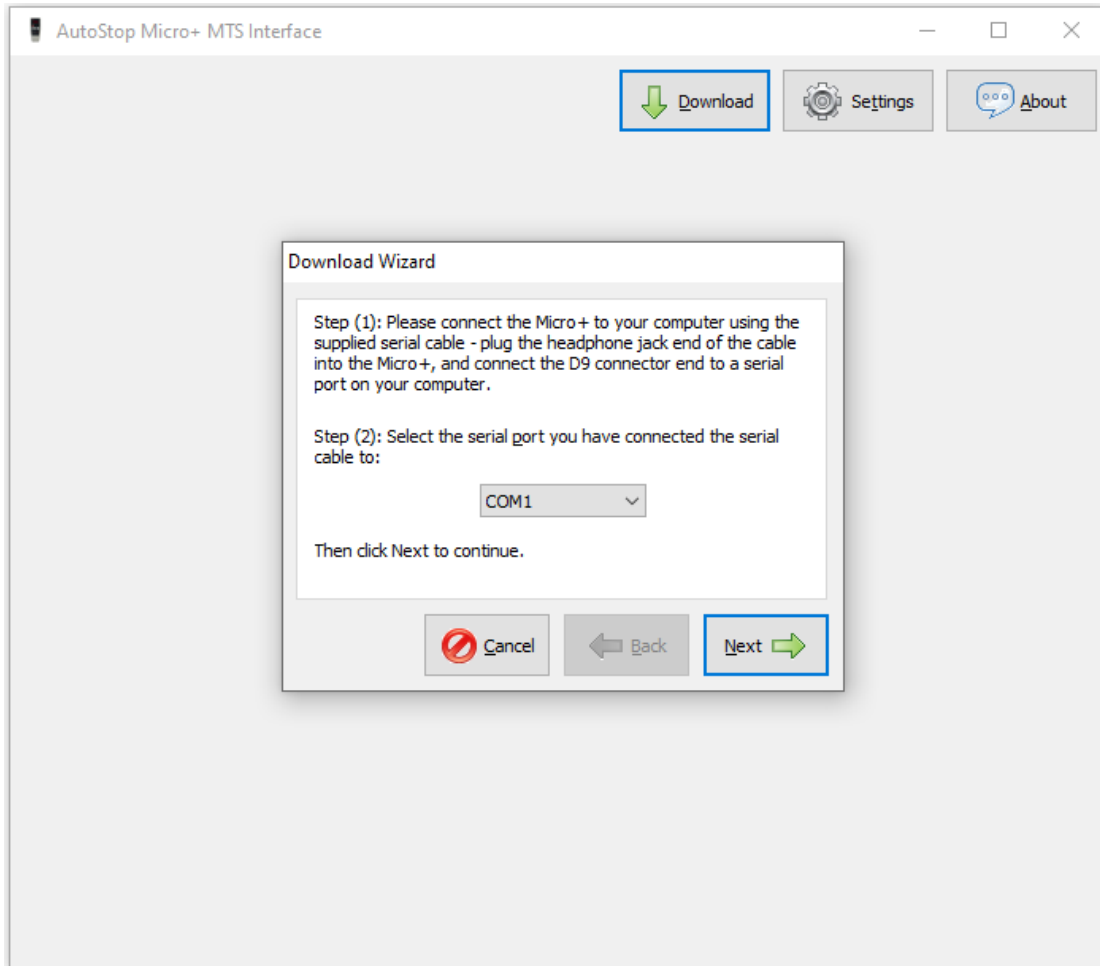 AutoStop Micro+ MTS Interface
Download
Settings
About
Download Wizard
Step (1): Please connect the Micro+ to your computer using the
supplied serial cable - plug the headphone jack end of the cable
into the Micro+, and connect the D9 connector end to a serial
port on your computer.
Step (2): Select the serial port you have connected the serial
cable to:
COM1
Then click Next to continue.
Cancel
Back
Next